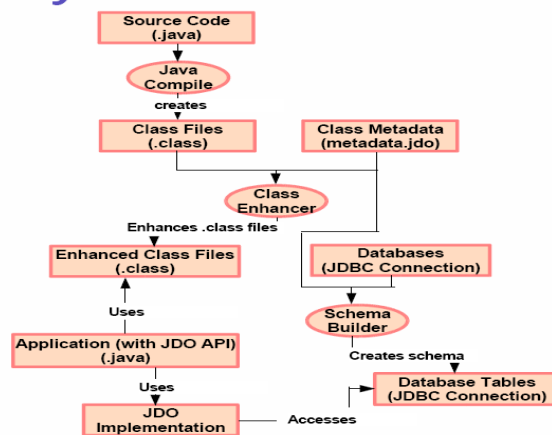 Source Code
(.java)
Java
Compile
creates
Class Files
(.class)
Class Metadata
(metadata.jdo)
Class
Enhancer
Enhances .class files
Enhanced Class Files
(.class)
Databases
(JDBC Connection)
Uses
Schema
Builder
Application (with JDO API)
(.java)
Creates schema
Uses
Database Tables
(JDBC Connection)
JDO
Implementation
Accesses